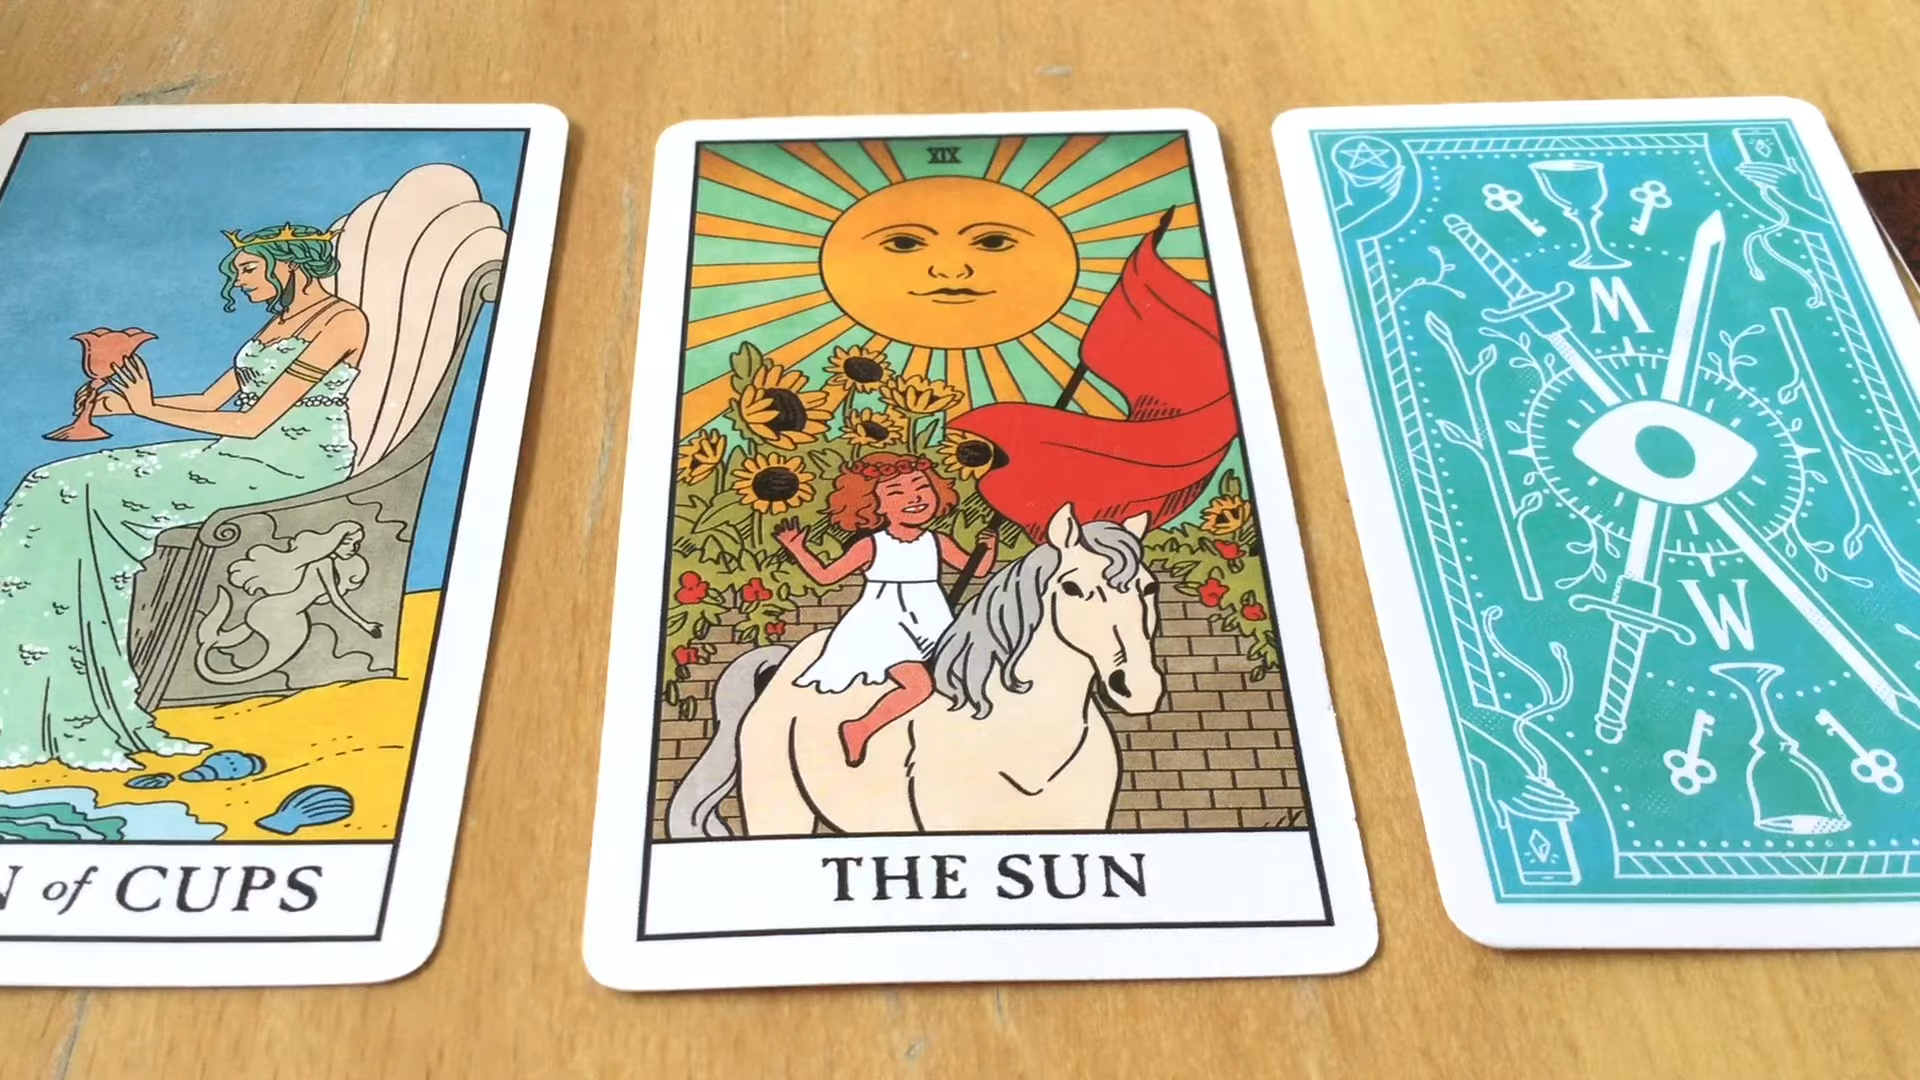 N of CUPS
XIX
THE SUN
M
W